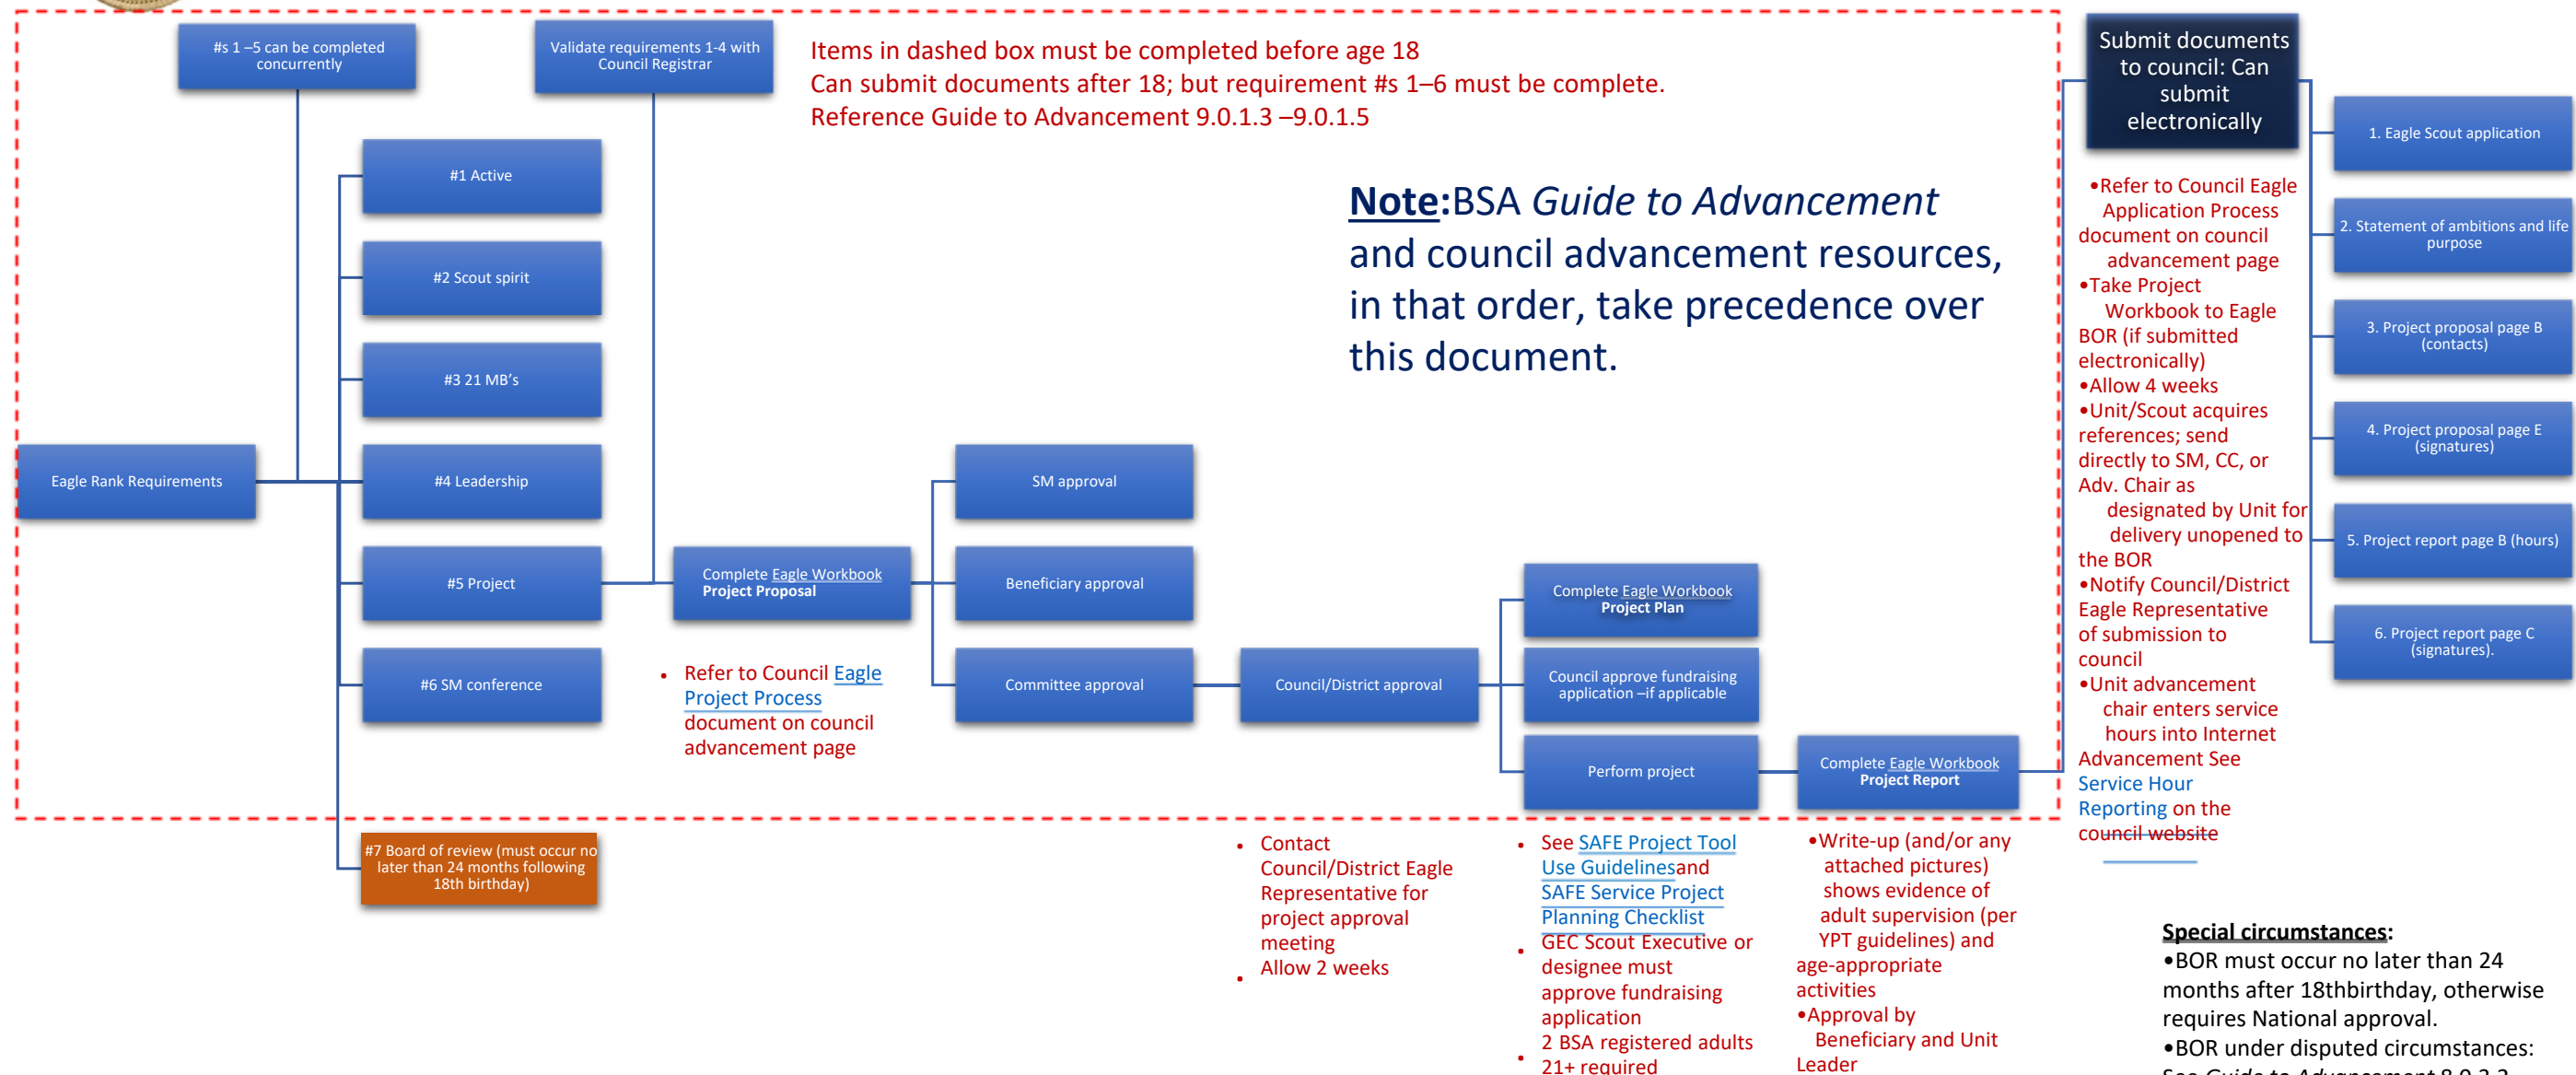 #s 1 –5 can be completed
concurrently
Validate requirements 1-4 with
Council Registrar
Items in dashed box must be completed before age 18
Can submit documents after 18; but requirement #s 1–6 must be complete.
Reference Guide to Advancement 9.0.1.3 –9.0.1.5
Note:BSA Guide to Advancement
and council advancement resources,
in that order, take precedence over
this document.
Eagle Rank Requirements
#1 Active
#2 Scout spirit
#3 21 MB's
#4 Leadership
#5 Project
#6 SM conference
#7 Board of review (must occur no
later than 24 months following
18th birthday)
Complete Eagle Workbook
Project Proposal
• Refer to Council Eagle
Project Process
document on council
advancement page
SM approval
Beneficiary approval
Committee approval
Council/District approval
• Contact
Council/District Eagle
Representative for
project approval
meeting
• Allow 2 weeks
Complete Eagle Workbook
Project Plan
Council approve fundraising
application –if applicable
Perform project
• See SAFE Project Tool
Use Guidelinesand
SAFE Service Project
Planning Checklist
• GEC Scout Executive or
designee must
approve fundraising
application
• 2 BSA registered adults
21+ required
Complete Eagle Workbook
Project Report
•Write-up (and/or any
attached pictures)
shows evidence of
adult supervision (per
YPT guidelines) and
age-appropriate
activities
•Approval by
Beneficiary and Unit
Leader
Submit documents
to council: Can
submit
electronically
•Refer to Council Eagle
Application Process
document on council
advancement page
•Take Project
Workbook to Eagle
BOR (if submitted
electronically)
•Allow 4 weeks
•Unit/Scout acquires
references; send
directly to SM, CC, or
Adv. Chair as
designated by Unit for
delivery unopened to
the BOR
•Notify Council/District
Eagle Representative
of submission to
council
•Unit advancement
chair enters service
hours into Internet
Advancement See
Service Hour
Reporting on the
council website
1. Eagle Scout application
2. Statement of ambitions and life
purpose
3. Project proposal page B
(contacts)
4. Project proposal page E
(signatures)
5. Project report page B (hours)
6. Project report page C
(signatures).
Special circumstances:
•BOR must occur no later than 24
months after 18thbirthday, otherwise
requires National approval.
•BOR under disputed circumstances:
See Guide to Advancement 8.0.3.2